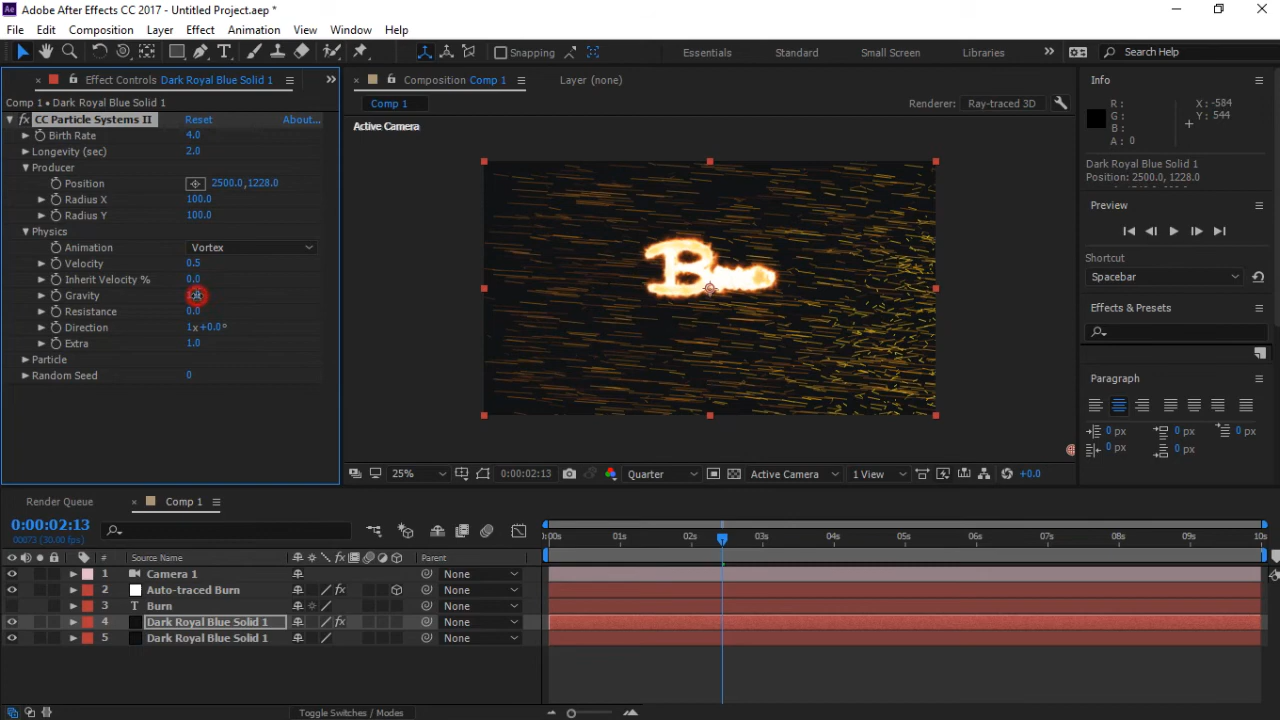 Ae Adobe After Effects CC 2017 - Untitled Project.aep *
File Edit Composition Layer Effect Animation View Window Help
Snapping Essentials Standard Small Screen Libraries Search Help
Effect Controls Dark Royal Blue Solid 1
Comp 1 • Dark Royal Blue Solid 1
fx CC Particle Systems II Reset About...
Birth Rate 4.0
Longevity (sec) 2.0
Producer
Position 2500.0,1228.0
Radius X 100.0
Radius Y 100.0
Physics
Animation Vortex
Velocity 0.5
Inherit Velocity % 0.0
Gravity
Resistance 0.0
Direction 1x+0.0°
Extra 1.0
Particle
Random Seed 0
Composition Comp 1 Layer (none)
Comp 1 Renderer: Ray-traced 3D
Active Camera
B
25% 0:00:02:13 Quarter Active Camera 1 View +0.0
Info
R : X : -584
G : Y : 544
B :
A : 0
Dark Royal Blue Solid 1
Position: 2500.0, 1228.0
Preview
Shortcut
Spacebar
Effects & Presets
Paragraph
0 px 0 px 0 px
0 px 0 px
Render Queue Comp 1
0:00:02:13
00073 (30.00 fps)
# Source Name fx Parent
1 Camera 1 None
2 Auto-traced Burn fx None
3 T Burn None
4 Dark Royal Blue Solid 1 fx None
5 Dark Royal Blue Solid 1 None
:00s 01s 02s 03s 04s 05s 06s 07s 08s 09s 10s
Toggle Switches / Modes